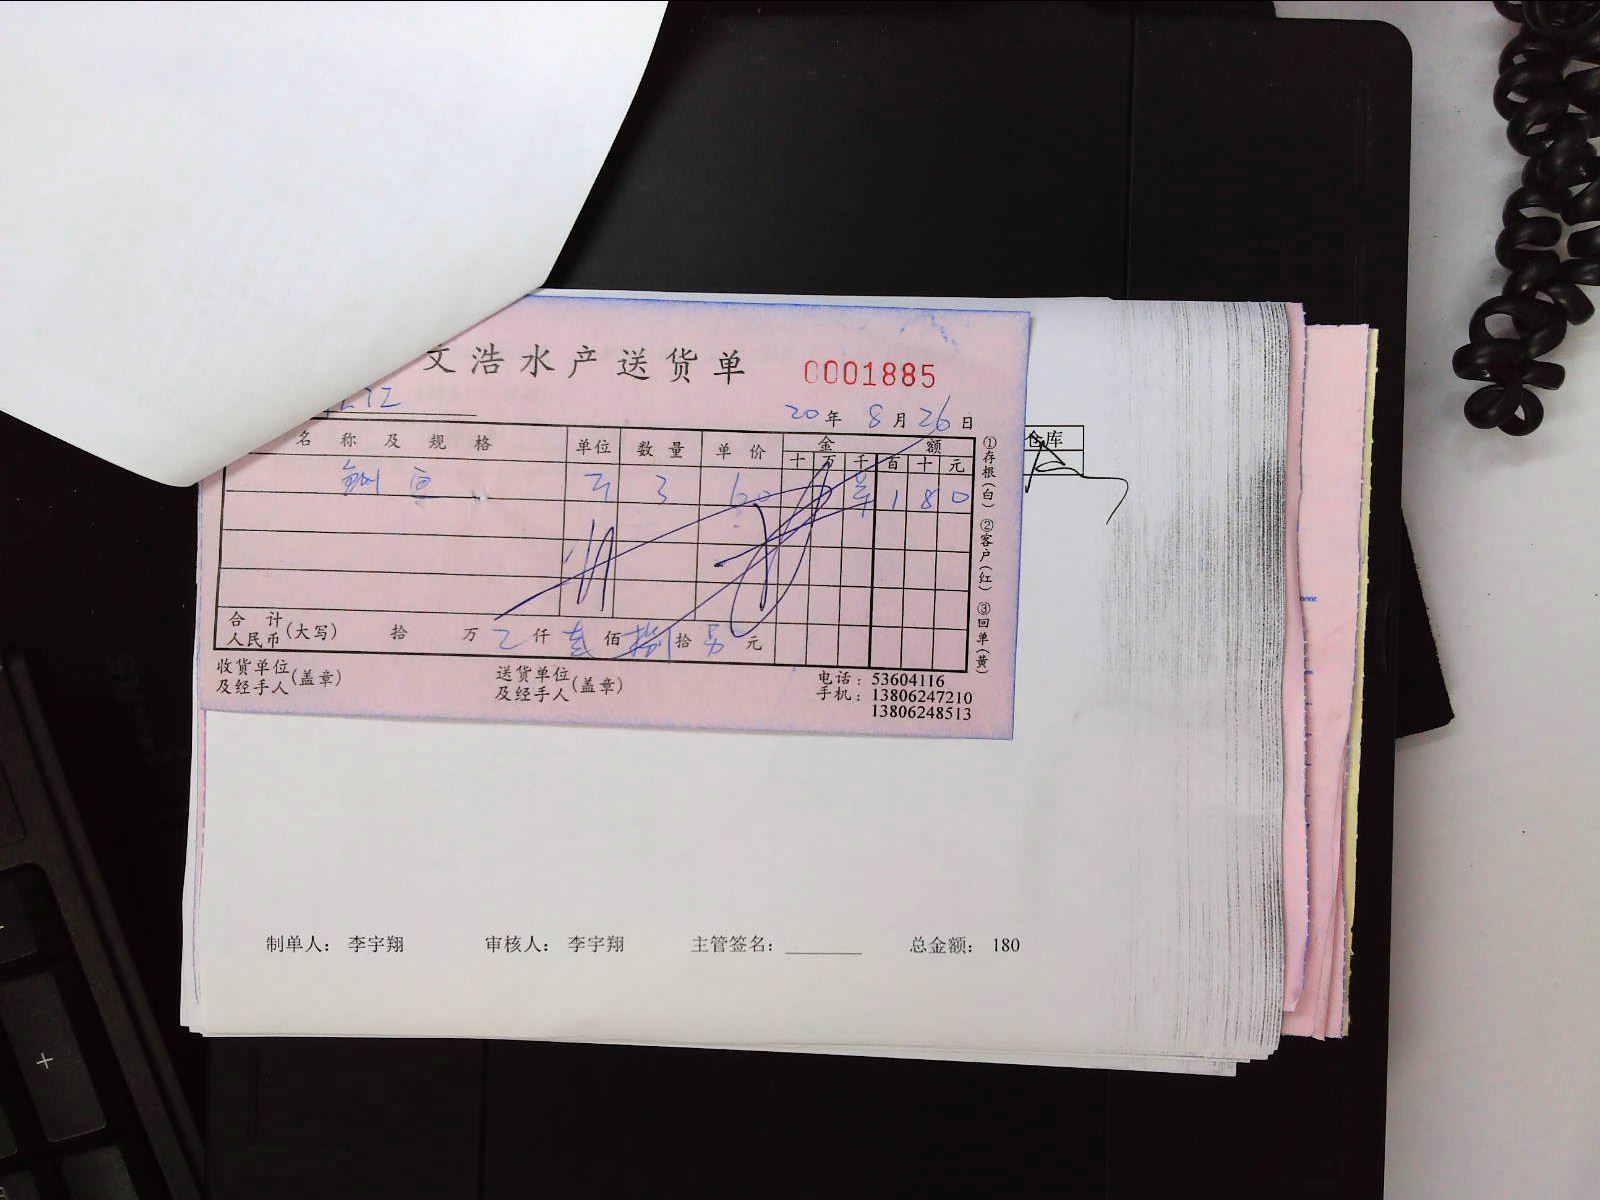 文浩水产送货单 0001885
20年 8月26日
名称及规格 单位 数量 单价 金额
十 万 千 百 十 元
3 60 1 8 0
合计人民币(大写) 拾 万 仟 壹 佰 捌 拾 元
收货单位及经手人(盖章) 送货单位及经手人(盖章)
电话：53604116
手机：13806247210
13806248513
①存根(白) ②客户(红) ③回单(黄)
仓库
制单人： 李宇翔 审核人： 李宇翔 主管签名： 总金额： 180
+